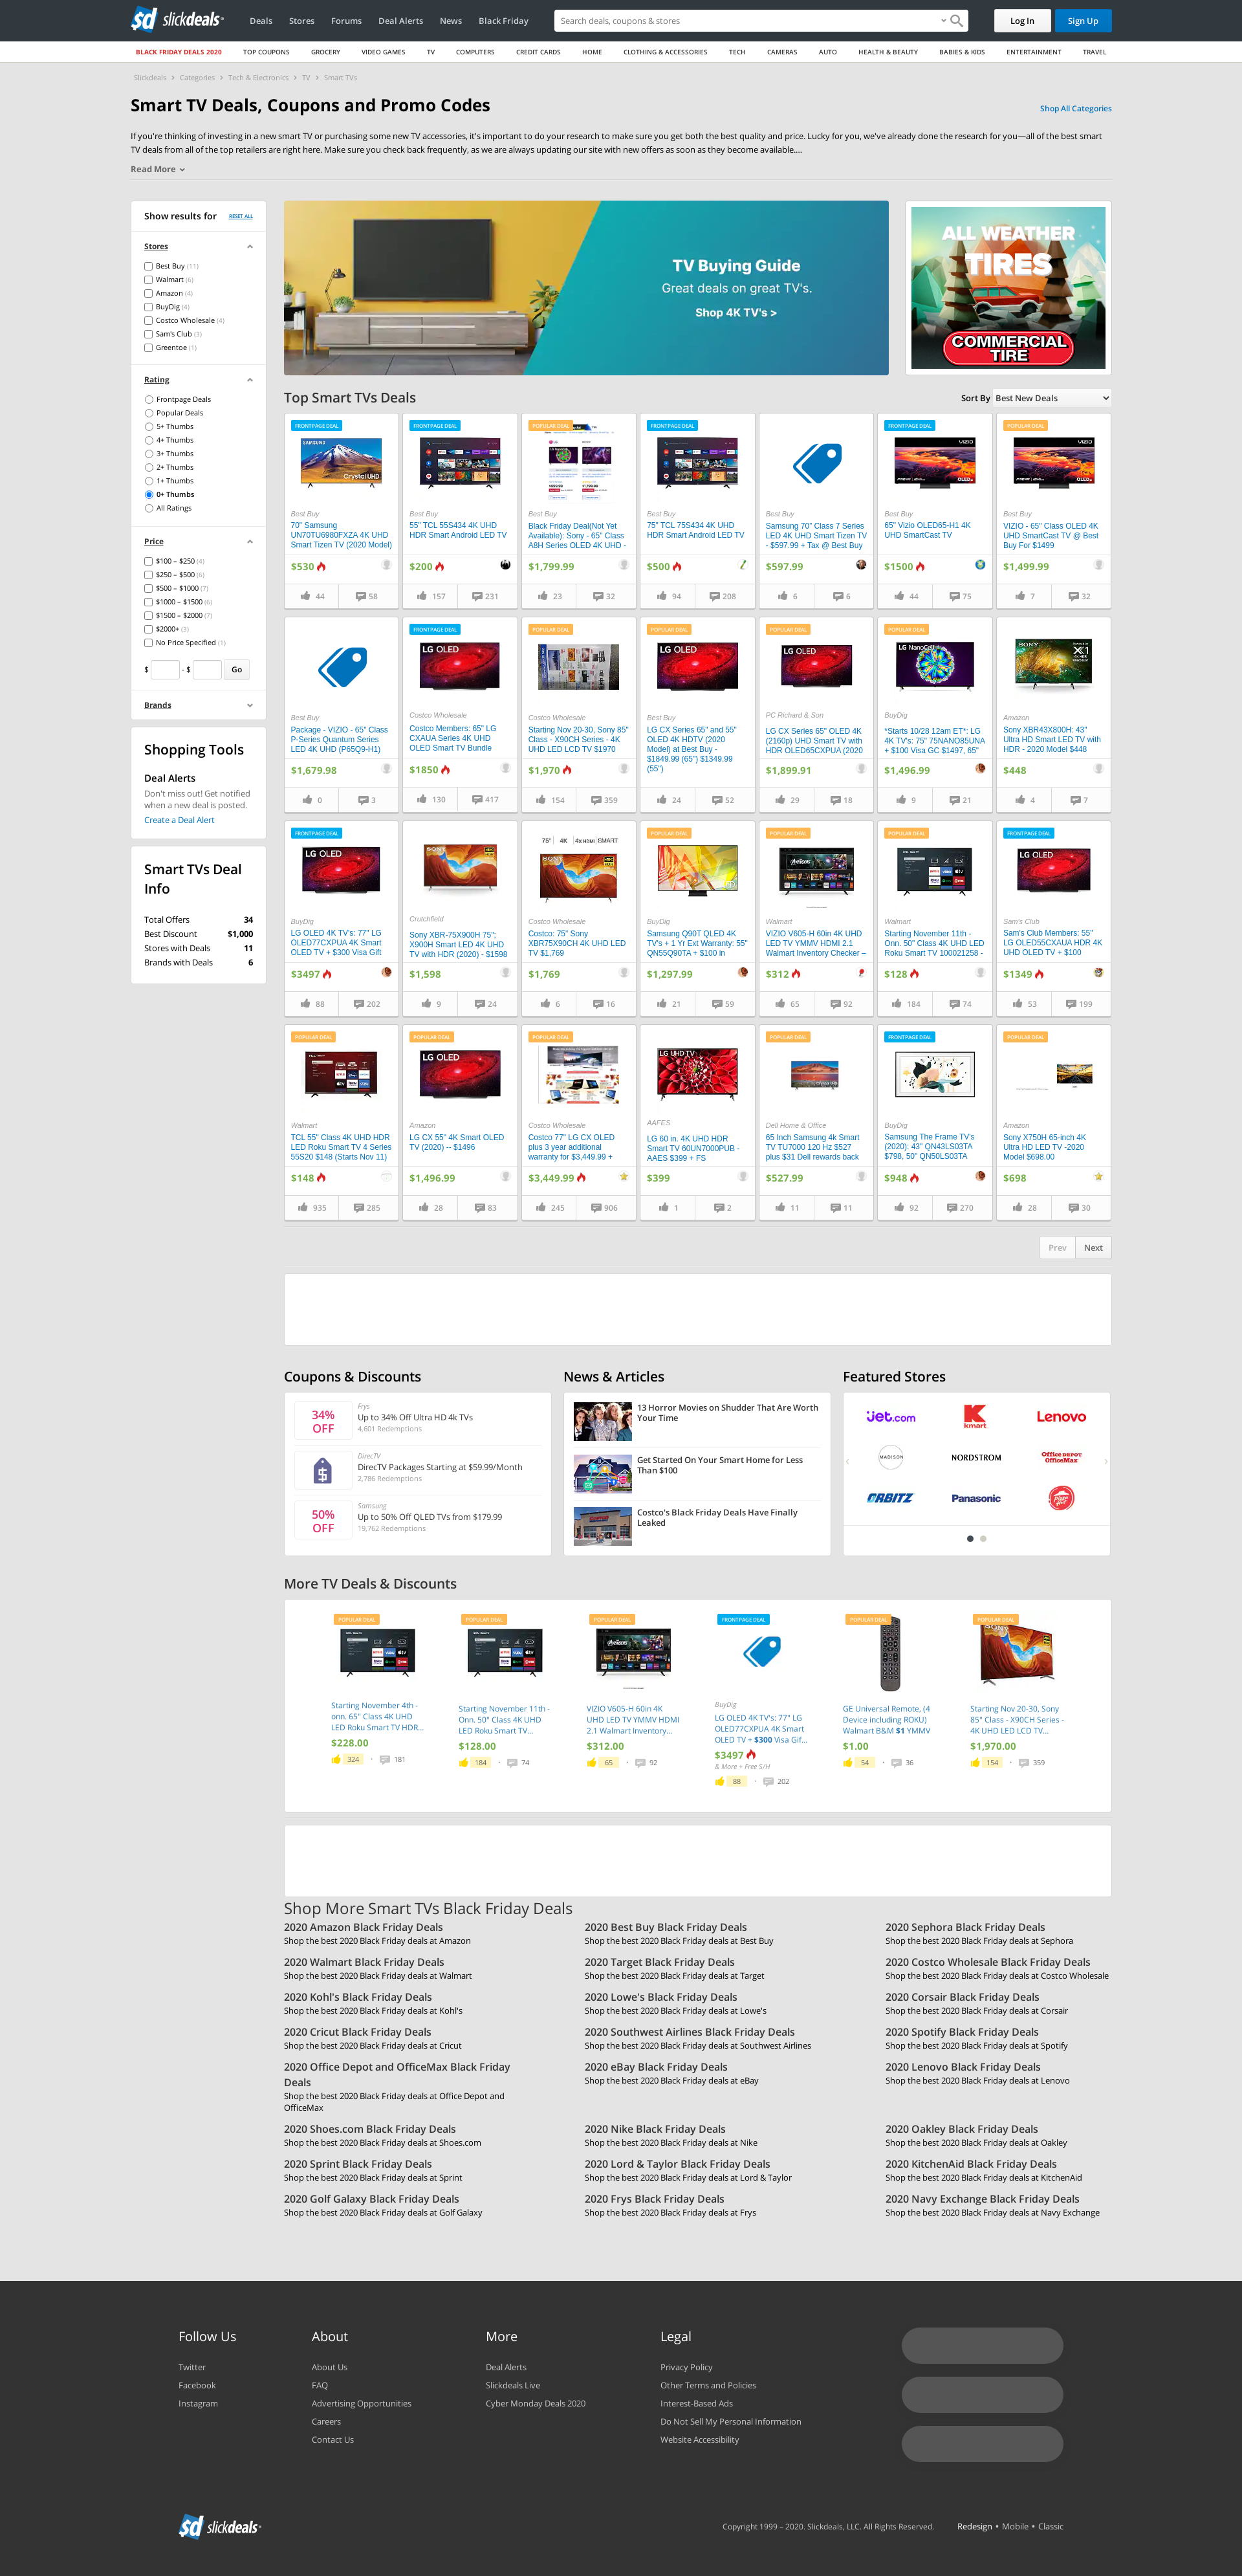 sd slickdeals
Deals Stores Forums Deal Alerts News Black Friday
Search deals, coupons & stores
Log In
Sign Up
BLACK FRIDAY DEALS 2020 TOP COUPONS GROCERY VIDEO GAMES TV COMPUTERS CREDIT CARDS HOME CLOTHING & ACCESSORIES TECH CAMERAS AUTO HEALTH & BEAUTY BABIES & KIDS ENTERTAINMENT TRAVEL
Slickdeals > Categories > Tech & Electronics > TV > Smart TVs
Smart TV Deals, Coupons and Promo Codes
Shop All Categories
If you're thinking of investing in a new smart TV or purchasing some new TV accessories, it's important to do your research to make sure you get both the best quality and price. Lucky for you, we've already done the research for you—all of the best smart
TV deals from all of the top retailers are right here. Make sure you check back frequently, as we are always updating our site with new offers as soon as they become available....
Read More
Show results for RESET ALL
Stores
Best Buy (11)
Walmart (6)
Amazon (4)
BuyDig (4)
Costco Wholesale (4)
Sam's Club (3)
Greentoe (1)
Rating
Frontpage Deals
Popular Deals
5+ Thumbs
4+ Thumbs
3+ Thumbs
2+ Thumbs
1+ Thumbs
0+ Thumbs
All Ratings
Price
$100 – $250 (4)
$250 – $500 (6)
$500 – $1000 (7)
$1000 – $1500 (6)
$1500 – $2000 (7)
$2000+ (3)
No Price Specified (1)
$ - $ Go
Brands
Shopping Tools
Deal Alerts
Don't miss out! Get notified
when a new deal is posted.
Create a Deal Alert
Smart TVs Deal
Info
Total Offers 34
Best Discount $1,000
Stores with Deals 11
Brands with Deals 6
TV Buying Guide
Great deals on great TV's.
Shop 4K TV's >
ALL WEATHER
TIRES
COMMERCIAL
TIRE
Top Smart TVs Deals
Sort By Best New Deals
FRONTPAGE DEAL
SAMSUNG
Crystal UHD
Best Buy
70" Samsung
UN70TU6980FXZA 4K UHD
Smart Tizen TV (2020 Model)
$530
44 58
FRONTPAGE DEAL
Best Buy
55" TCL 55S434 4K UHD
HDR Smart Android LED TV
$200
157 231
POPULAR DEAL
Best Buy
Black Friday Deal(Not Yet
Available): Sony - 65" Class
A8H Series OLED 4K UHD -
$1,799.99
23 32
FRONTPAGE DEAL
Best Buy
75" TCL 75S434 4K UHD
HDR Smart Android LED TV
$500
94 208
Best Buy
Samsung 70" Class 7 Series
LED 4K UHD Smart Tizen TV
- $597.99 + Tax @ Best Buy
$597.99
6 6
FRONTPAGE DEAL
VIZIO
OLED
Best Buy
65" Vizio OLED65-H1 4K
UHD SmartCast TV
$1500
44 75
POPULAR DEAL
VIZIO
OLED
Best Buy
VIZIO - 65" Class OLED 4K
UHD SmartCast TV @ Best
Buy For $1499
$1,499.99
7 32
Best Buy
Package - VIZIO - 65" Class
P-Series Quantum Series
LED 4K UHD (P65Q9-H1)
$1,679.98
0 3
FRONTPAGE DEAL
LG OLED
Costco Wholesale
Costco Members: 65" LG
CXAUA Series 4K UHD
OLED Smart TV Bundle
$1850
130 417
POPULAR DEAL
Costco Wholesale
Starting Nov 20-30, Sony 85"
Class - X90CH Series - 4K
UHD LED LCD TV $1970
$1,970
154 359
POPULAR DEAL
LG OLED
Best Buy
LG CX Series 65" and 55"
OLED 4K HDTV (2020
Model) at Best Buy -
$1849.99 (65") $1349.99
(55")
24 52
POPULAR DEAL
LG OLED
PC Richard & Son
LG CX Series 65" OLED 4K
(2160p) UHD Smart TV with
HDR OLED65CXPUA (2020
$1,899.91
29 18
POPULAR DEAL
LG NanoCell
BuyDig
*Starts 10/28 12am ET*: LG
4K TV's: 75" 75NANO85UNA
+ $100 Visa GC $1497, 65"
$1,496.99
9 21
SONY
X1
Amazon
Sony XBR43X800H: 43"
Ultra HD Smart LED TV with
HDR - 2020 Model $448
$448
4 7
FRONTPAGE DEAL
LG OLED
BuyDig
LG OLED 4K TV's: 77" LG
OLED77CXPUA 4K Smart
OLED TV + $300 Visa Gift
$3497
88 202
SONY
Crutchfield
Sony XBR-75X900H 75";
X900H Smart LED 4K UHD
TV with HDR (2020) - $1598
$1,598
9 24
75" 4K 4x HDMI SMART
SONY
Costco Wholesale
Costco: 75" Sony
XBR75X90CH 4K UHD LED
TV $1,769
$1,769
6 16
POPULAR DEAL
BuyDig
Samsung Q90T QLED 4K
TV's + 1 Yr Ext Warranty: 55"
QN55Q90TA + $100 in
$1,297.99
21 59
POPULAR DEAL
Walmart
VIZIO V605-H 60in 4K UHD
LED TV YMMV HDMI 2.1
Walmart Inventory Checker –
$312
65 92
POPULAR DEAL
Walmart
Starting November 11th -
Onn. 50" Class 4K UHD LED
Roku Smart TV 100021258 -
$128
184 74
FRONTPAGE DEAL
LG OLED
Sam's Club
Sam's Club Members: 55"
LG OLED55CXAUA HDR 4K
UHD OLED TV + $100
$1349
53 199
POPULAR DEAL
Walmart
TCL 55" Class 4K UHD HDR
LED Roku Smart TV 4 Series
55S20 $148 (Starts Nov 11)
$148
935 285
POPULAR DEAL
LG OLED
Amazon
LG CX 55" 4K Smart OLED
TV (2020) -- $1496
$1,496.99
28 83
POPULAR DEAL
Costco Wholesale
Costco 77" LG CX OLED
plus 3 year additional
warranty for $3,449.99 +
$3,449.99
245 906
LG UHD TV
AAFES
LG 60 in. 4K UHD HDR
Smart TV 60UN7000PUB -
AAES $399 + FS
$399
1 2
POPULAR DEAL
Dell Home & Office
65 Inch Samsung 4k Smart
TV TU7000 120 Hz $527
plus $31 Dell rewards back
$527.99
11 11
FRONTPAGE DEAL
BuyDig
Samsung The Frame TV's
(2020): 43" QN43LS03TA
$798, 50" QN50LS03TA
$948
92 270
POPULAR DEAL
Amazon
Sony X750H 65-inch 4K
Ultra HD LED TV -2020
Model $698.00
$698
28 30
Prev Next
Coupons & Discounts
34%
OFF
Frys
Up to 34% Off Ultra HD 4k TVs
4,601 Redemptions
DirecTV
DirecTV Packages Starting at $59.99/Month
2,786 Redemptions
50%
OFF
Samsung
Up to 50% Off QLED TVs from $179.99
19,762 Redemptions
News & Articles
13 Horror Movies on Shudder That Are Worth
Your Time
Get Started On Your Smart Home for Less
Than $100
Costco's Black Friday Deals Have Finally
Leaked
Featured Stores
Jet.com
kmart
Lenovo
MADISON
NORDSTROM
Office DEPOT
OfficeMax
ORBITZ
Panasonic
Pizza Hut
More TV Deals & Discounts
POPULAR DEAL
Starting November 4th -
onn. 65" Class 4K UHD
LED Roku Smart TV HDR...
$228.00
324 · 181
POPULAR DEAL
Starting November 11th -
Onn. 50" Class 4K UHD
LED Roku Smart TV...
$128.00
184 · 74
POPULAR DEAL
VIZIO V605-H 60in 4K
UHD LED TV YMMV HDMI
2.1 Walmart Inventory...
$312.00
65 · 92
FRONTPAGE DEAL
BuyDig
LG OLED 4K TV's: 77" LG
OLED77CXPUA 4K Smart
OLED TV + $300 Visa Gif...
$3497
& More + Free S/H
88 · 202
POPULAR DEAL
GE Universal Remote, (4
Device including ROKU)
Walmart B&M $1 YMMV
$1.00
54 · 36
POPULAR DEAL
SONY
Starting Nov 20-30, Sony
85" Class - X90CH Series -
4K UHD LED LCD TV...
$1,970.00
154 · 359
Shop More Smart TVs Black Friday Deals
2020 Amazon Black Friday Deals
Shop the best 2020 Black Friday deals at Amazon
2020 Best Buy Black Friday Deals
Shop the best 2020 Black Friday deals at Best Buy
2020 Sephora Black Friday Deals
Shop the best 2020 Black Friday deals at Sephora
2020 Walmart Black Friday Deals
Shop the best 2020 Black Friday deals at Walmart
2020 Target Black Friday Deals
Shop the best 2020 Black Friday deals at Target
2020 Costco Wholesale Black Friday Deals
Shop the best 2020 Black Friday deals at Costco Wholesale
2020 Kohl's Black Friday Deals
Shop the best 2020 Black Friday deals at Kohl's
2020 Lowe's Black Friday Deals
Shop the best 2020 Black Friday deals at Lowe's
2020 Corsair Black Friday Deals
Shop the best 2020 Black Friday deals at Corsair
2020 Cricut Black Friday Deals
Shop the best 2020 Black Friday deals at Cricut
2020 Southwest Airlines Black Friday Deals
Shop the best 2020 Black Friday deals at Southwest Airlines
2020 Spotify Black Friday Deals
Shop the best 2020 Black Friday deals at Spotify
2020 Office Depot and OfficeMax Black Friday
Deals
Shop the best 2020 Black Friday deals at Office Depot and
OfficeMax
2020 eBay Black Friday Deals
Shop the best 2020 Black Friday deals at eBay
2020 Lenovo Black Friday Deals
Shop the best 2020 Black Friday deals at Lenovo
2020 Shoes.com Black Friday Deals
Shop the best 2020 Black Friday deals at Shoes.com
2020 Nike Black Friday Deals
Shop the best 2020 Black Friday deals at Nike
2020 Oakley Black Friday Deals
Shop the best 2020 Black Friday deals at Oakley
2020 Sprint Black Friday Deals
Shop the best 2020 Black Friday deals at Sprint
2020 Lord & Taylor Black Friday Deals
Shop the best 2020 Black Friday deals at Lord & Taylor
2020 KitchenAid Black Friday Deals
Shop the best 2020 Black Friday deals at KitchenAid
2020 Golf Galaxy Black Friday Deals
Shop the best 2020 Black Friday deals at Golf Galaxy
2020 Frys Black Friday Deals
Shop the best 2020 Black Friday deals at Frys
2020 Navy Exchange Black Friday Deals
Shop the best 2020 Black Friday deals at Navy Exchange
Follow Us
Twitter
Facebook
Instagram
About
About Us
FAQ
Advertising Opportunities
Careers
Contact Us
More
Deal Alerts
Slickdeals Live
Cyber Monday Deals 2020
Legal
Privacy Policy
Other Terms and Policies
Interest-Based Ads
Do Not Sell My Personal Information
Website Accessibility
sd slickdeals
Copyright 1999 – 2020. Slickdeals, LLC. All Rights Reserved. Redesign • Mobile • Classic